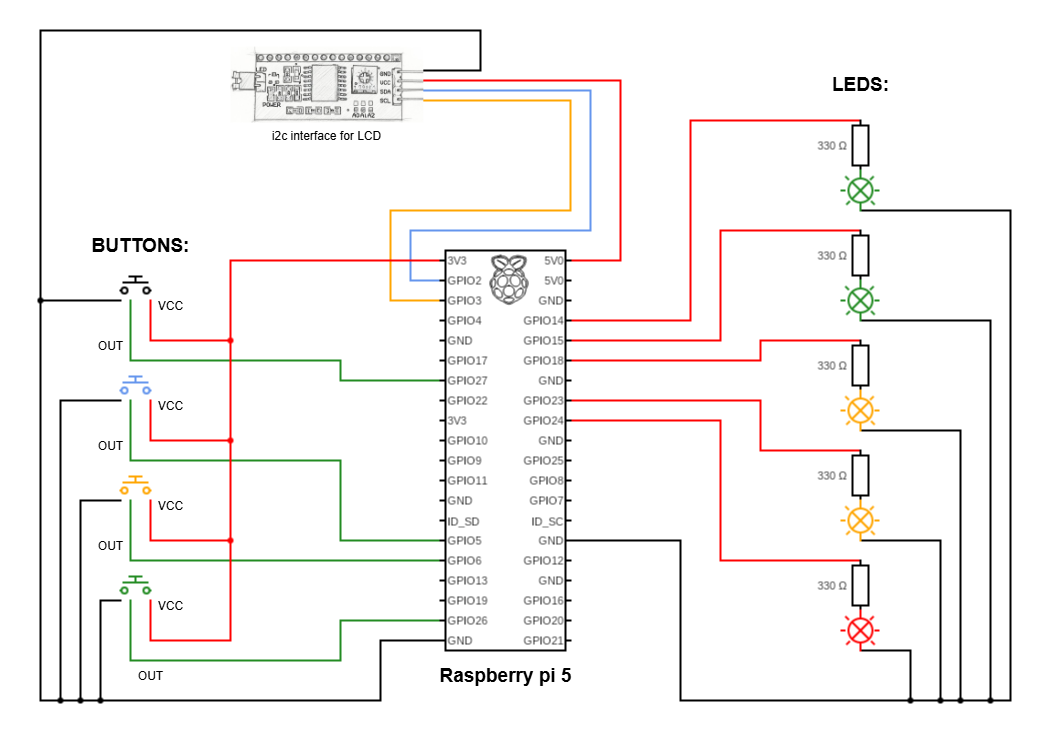 LED
POWER
GND
VCC
SDA
SCL
A0A1A2
i2c interface for LCD
LEDS:
330 Ω
330 Ω
330 Ω
330 Ω
330 Ω
BUTTONS:
VCC
OUT
VCC
OUT
VCC
OUT
VCC
OUT
3V3 5V0
GPIO2 5V0
GPIO3 GND
GPIO4 GPIO14
GND GPIO15
GPIO17 GPIO18
GPIO27 GND
GPIO22 GPIO23
3V3 GPIO24
GPIO10 GND
GPIO9 GPIO25
GPIO11 GPIO8
GND GPIO7
ID_SD ID_SC
GPIO5 GND
GPIO6 GPIO12
GPIO13 GND
GPIO19 GPIO16
GPIO26 GPIO20
GND GPIO21
Raspberry pi 5